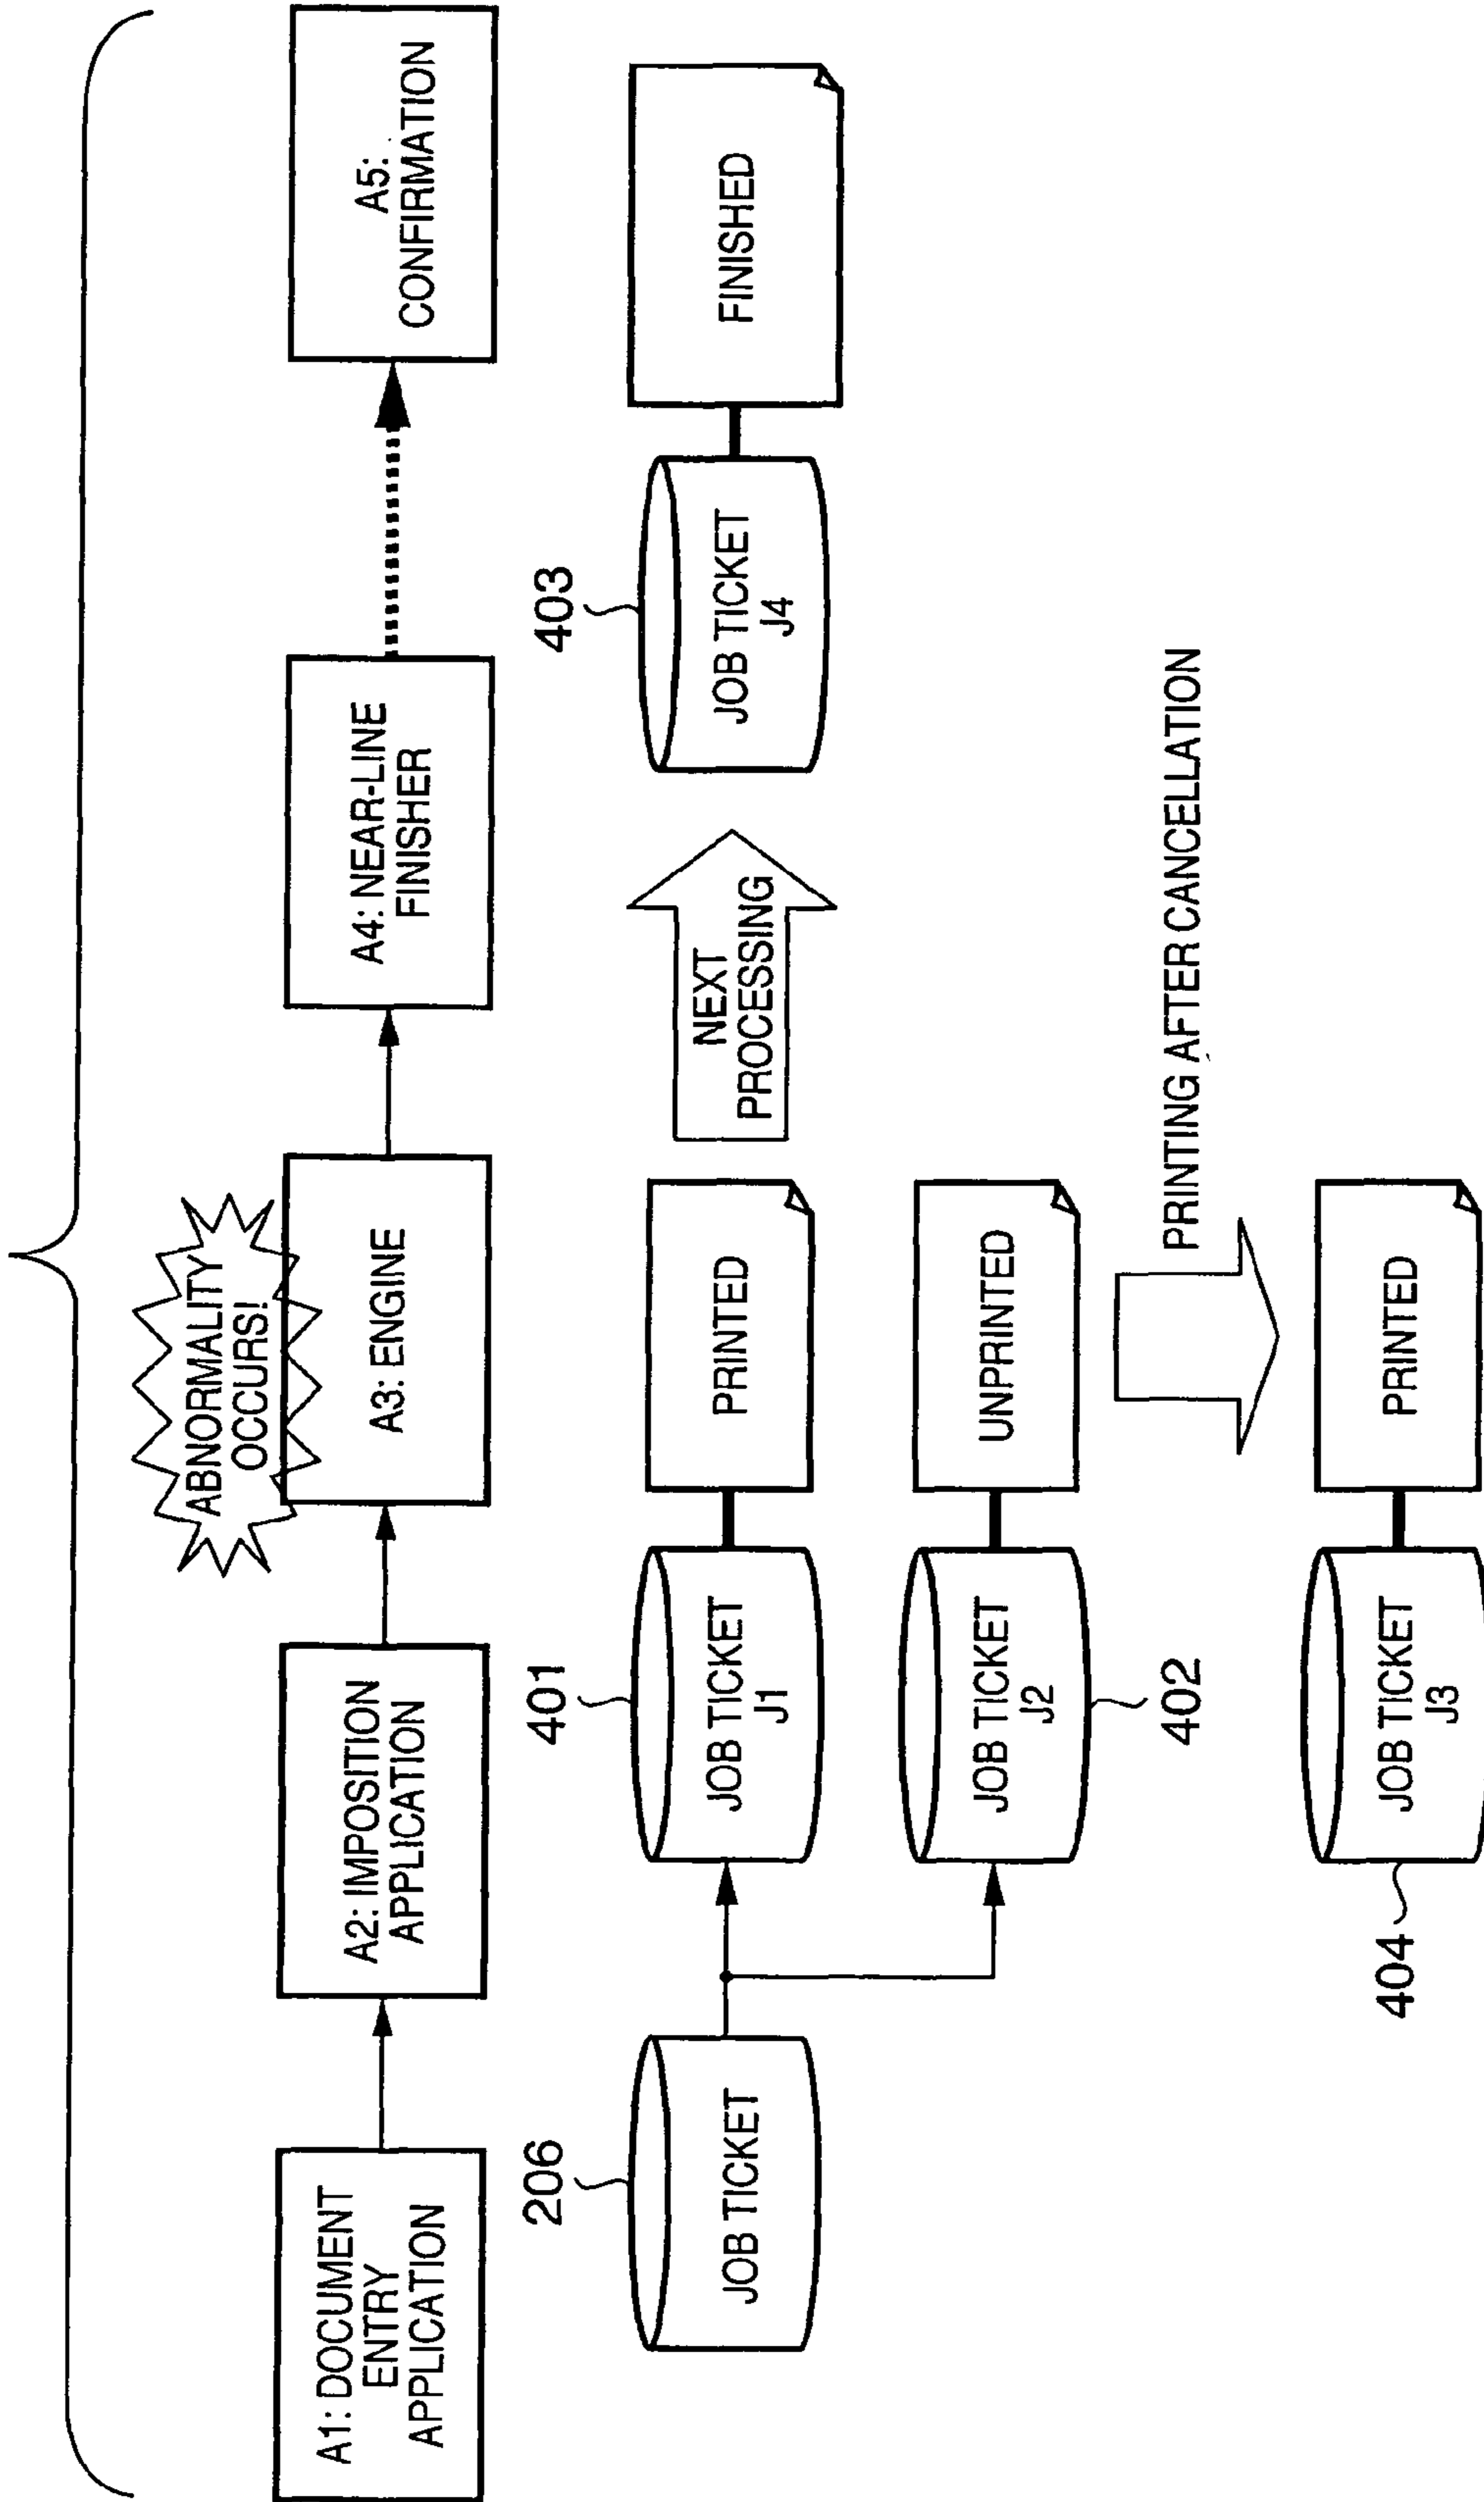 ABNORMALITY
OCCURS!
A1: DOCUMENT
ENTRY
APPLICATION
A2: IMPOSITION
APPLICATION
A3: ENGINE
A4: NEAR-LINE
FINISHER
A5:
CONFIRMATION
206
JOB TICKET
401
JOB TICKET
J1
PRINTED
NEXT
PROCESSING
403
JOB TICKET
J4
FINISHED
JOB TICKET
J2
402
UNPRINTED
PRINTING AFTER CANCELLATION
404
JOB TICKET
J3
PRINTED